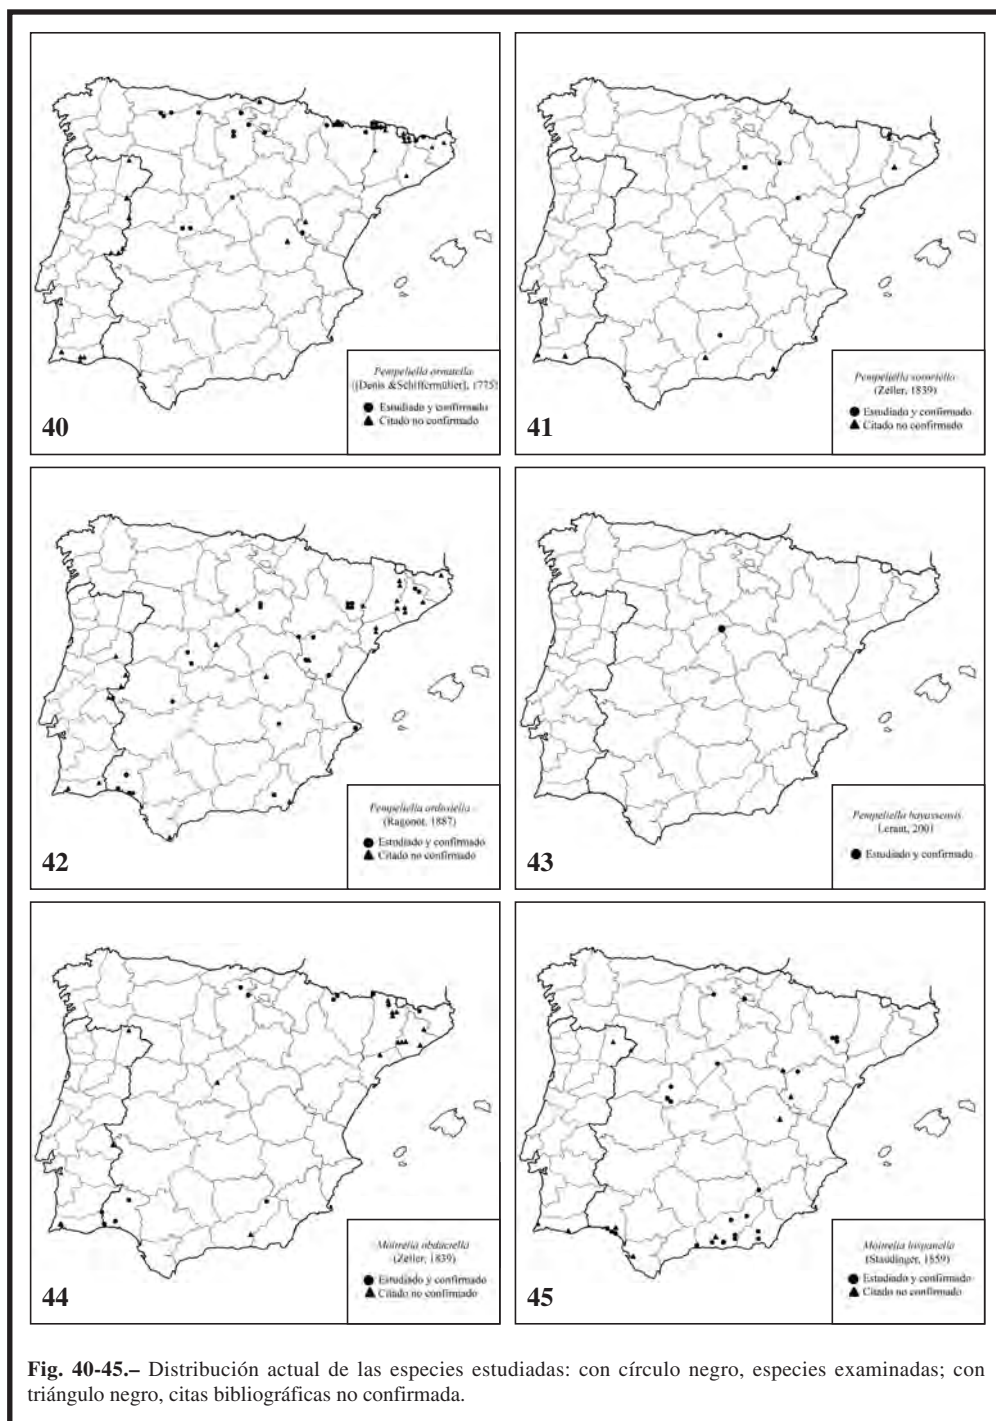 Pempeliella ornatella
([Denis & Schiffermüller], 1775)
Estudiado y confirmado
Citado no confirmado
40
Pempeliella sororiella
(Zeller, 1839)
Estudiado y confirmado
Citado no confirmado
41
Pempeliella ardosiella
(Ragonot, 1887)
Estudiado y confirmado
Citado no confirmado
42
Pempeliella bayassensis
Leraut, 2001
Estudiado y confirmado
43
Moitrelia obductella
(Zeller, 1839)
Estudiado y confirmado
Citado no confirmado
44
Moitrelia hispanella
(Staudinger, 1859)
Estudiado y confirmado
Citado no confirmado
45
Fig. 40-45.– Distribución actual de las especies estudiadas: con círculo negro, especies examinadas; con
triángulo negro, citas bibliográficas no confirmada.